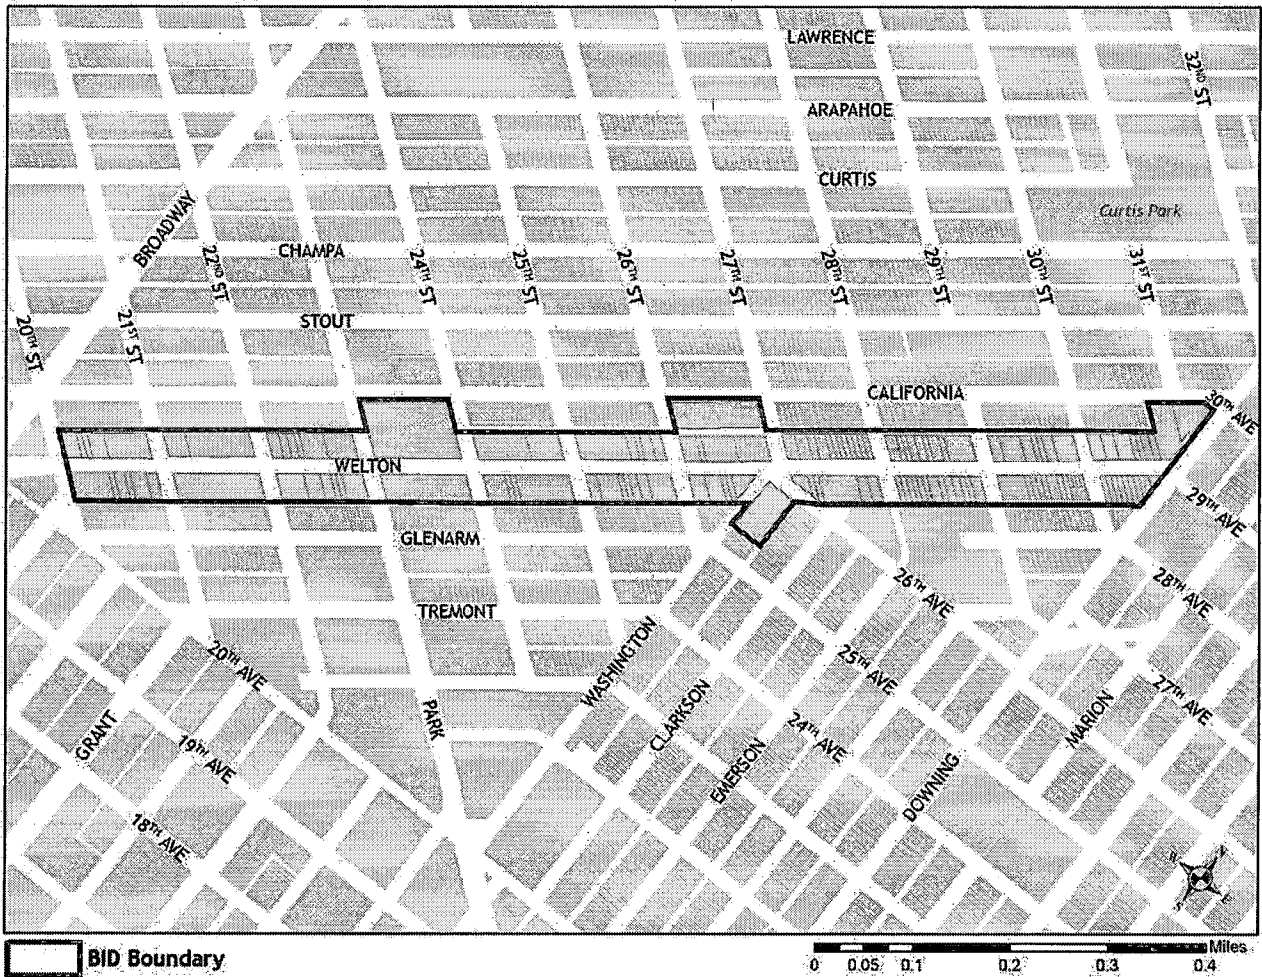 LAWRENCE
32ND ST
ARAPAHOE
CURTIS
Curtis Park
BROADWAY
CHAMPA
22ND ST
24TH ST
25TH ST
26TH ST
27TH ST
28TH ST
29TH ST
30TH ST
31ST ST
20TH ST
21ST ST
STOUT
CALIFORNIA
30TH AVE
WELTON
29TH AVE
GLENARM
26TH AVE
28TH AVE
TREMONT
20TH AVE
WASHINGTON
25TH AVE
27TH AVE
GRANT
19TH AVE
PARK
CLARKSON
24TH AVE
MARION
EMERSON
DOWNING
18TH AVE
N
W
E
S
BID Boundary
Miles
0 0.05 0.1 0.2 0.3 0.4